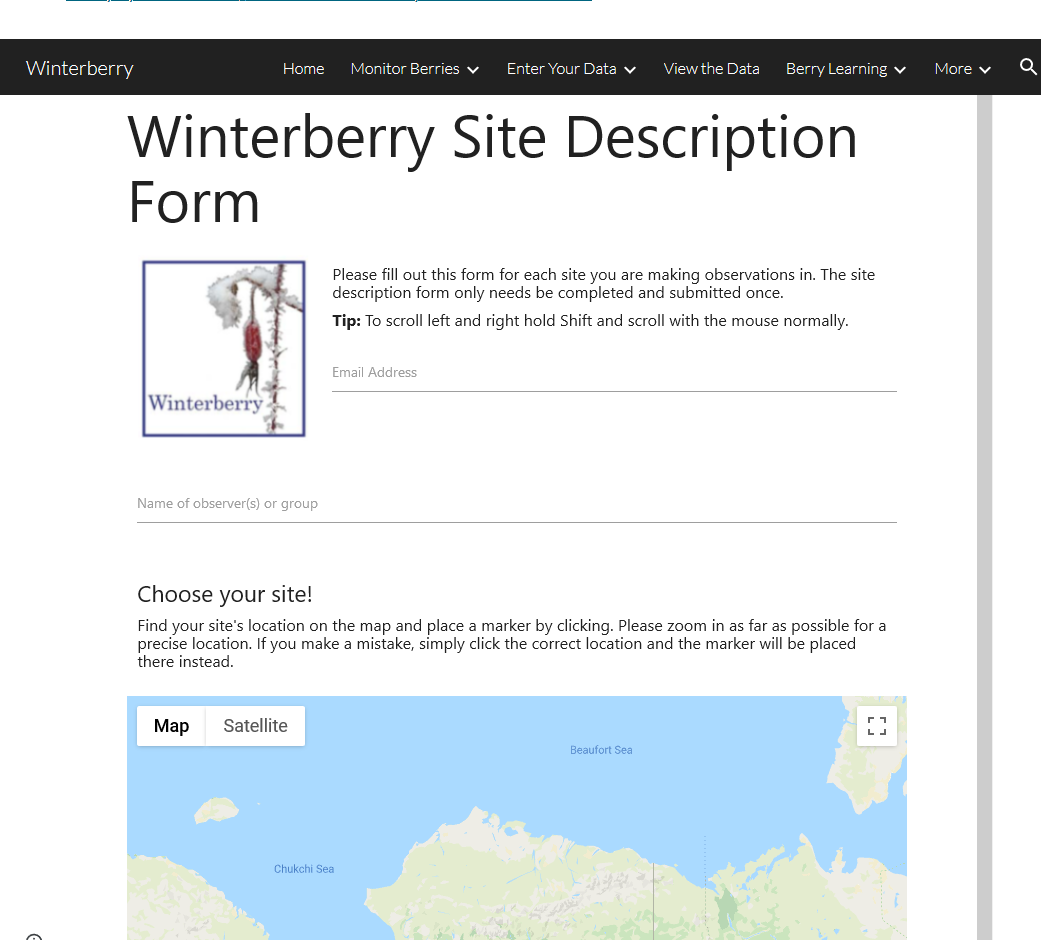 Winterberry
Home
Monitor Berries
Enter Your Data
View the Data
Berry Learning
More
Winterberry Site Description
Form
Winterberry
Please fill out this form for each site you are making observations in. The site
description form only needs be completed and submitted once.
Tip: To scroll left and right hold Shift and scroll with the mouse normally.
Email Address
Name of observer(s) or group
Choose your site!
Find your site's location on the map and place a marker by clicking. Please zoom in as far as possible for a
precise location. If you make a mistake, simply click the correct location and the marker will be placed
there instead.
Map
Satellite
Beaufort Sea
Chukchi Sea